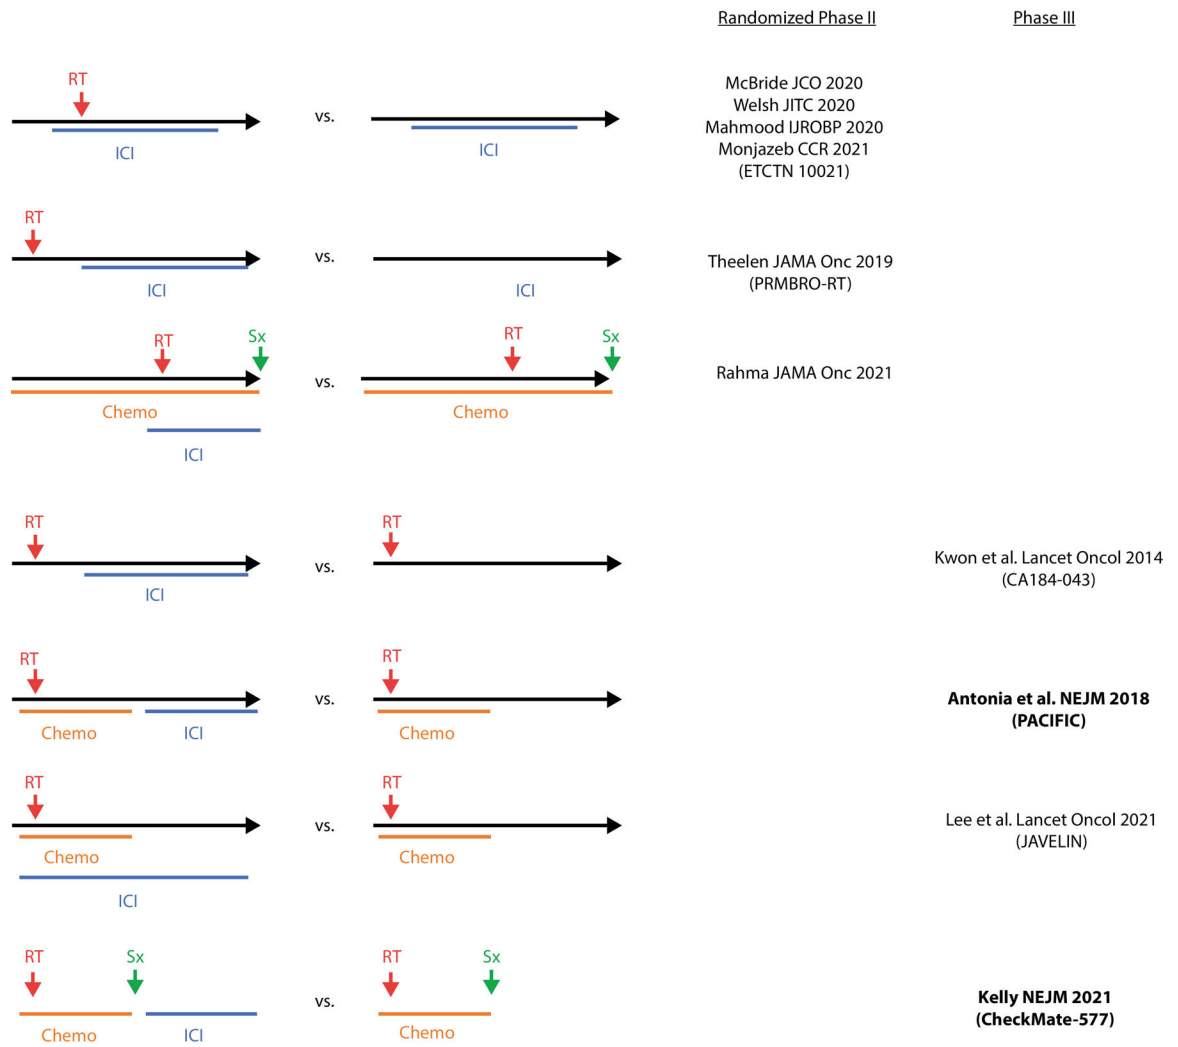 Randomized Phase II
Phase III
RT
ICI
vs.
ICI
McBride JCO 2020
Welsh JITC 2020
Mahmood IJROBP 2020
Monjazeb CCR 2021
(ETCTN 10021)
RT
ICI
vs.
ICI
Theelen JAMA Onc 2019
(PRMBRO-RT)
RT
Sx
Chemo
ICI
vs.
RT
Sx
Chemo
Rahma JAMA Onc 2021
RT
ICI
vs.
RT
Kwon et al. Lancet Oncol 2014
(CA184-043)
RT
Chemo
ICI
vs.
RT
Chemo
Antonia et al. NEJM 2018
(PACIFIC)
RT
Chemo
ICI
vs.
RT
Chemo
Lee et al. Lancet Oncol 2021
(JAVELIN)
RT
Sx
Chemo
ICI
vs.
RT
Sx
Chemo
Kelly NEJM 2021
(CheckMate-577)